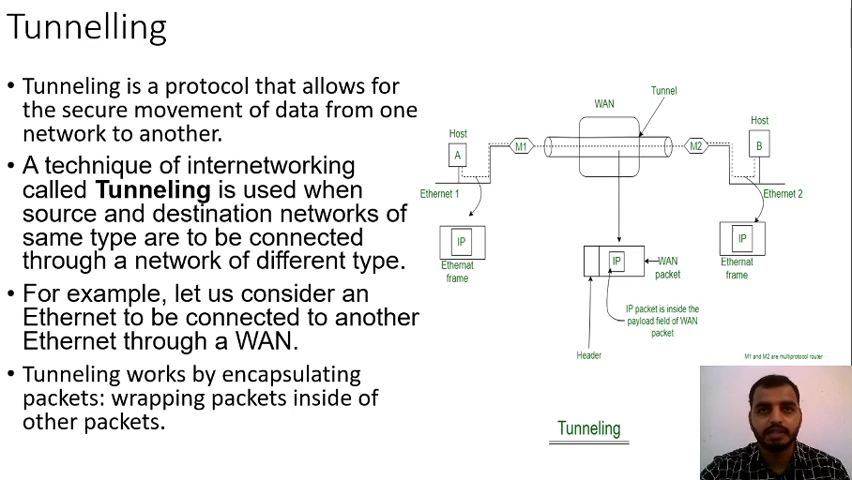 Tunnelling
• Tunneling is a protocol that allows for
the secure movement of data from one
network to another.
• A technique of internetworking
called Tunneling is used when
source and destination networks of
same type are to be connected
through a network of different type.
• For example, let us consider an
Ethernet to be connected to another
Ethernet through a WAN.
• Tunneling works by encapsulating
packets: wrapping packets inside of
other packets.
Tunnel
WAN
Host
A
M1
M2
Host
B
Ethernet 1
Ethernet 2
IP
Ethernat
frame
IP
WAN
packet
IP
Ethernat
frame
IP packet is inside the
payload field of WAN
packet
Header
M1 and M2 are multiprotocol router
Tunneling